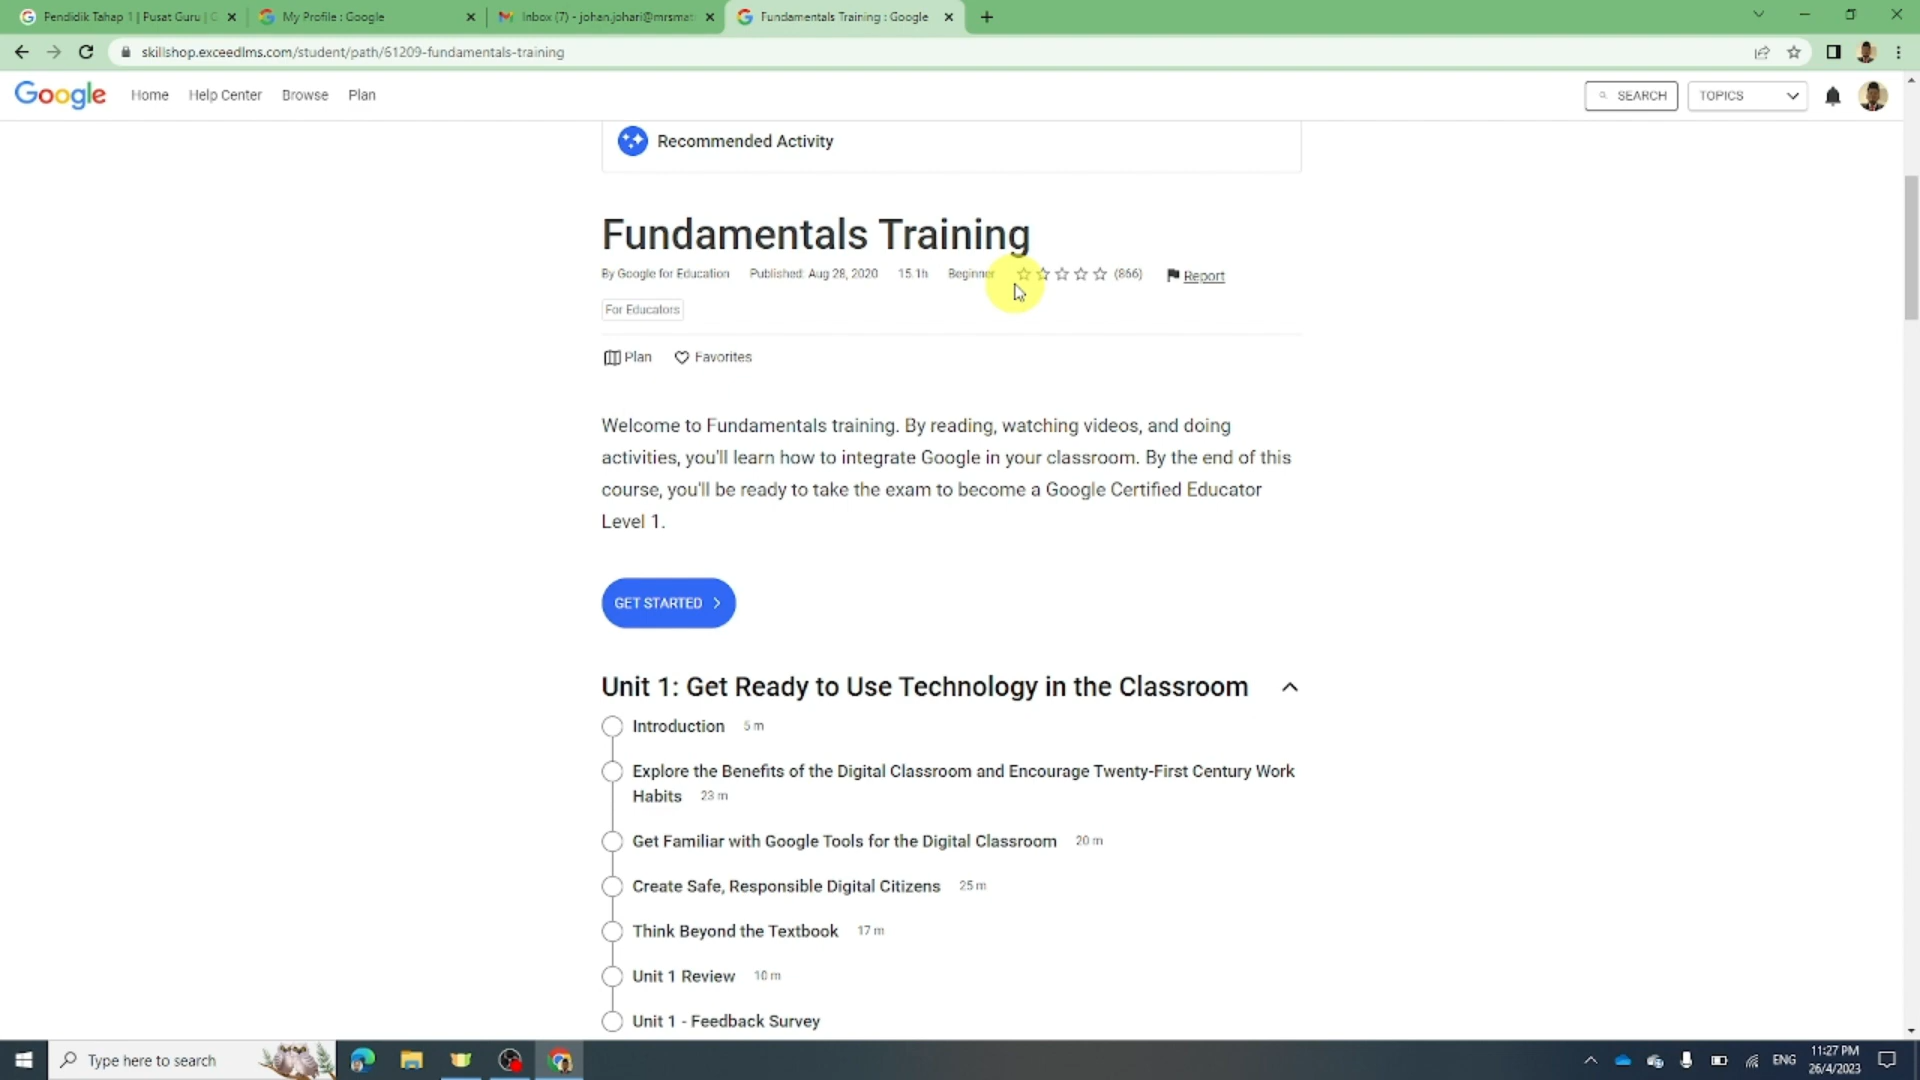 Pendidik Tahap 1 | Pusat Guru | G
My Profile : Google
Inbox (7) - johan.johari@mrsmat
Fundamentals Training : Google
skillshop.exceedlms.com/student/path/61209-fundamentals-training
Google
Home
Help Center
Browse
Plan
SEARCH
TOPICS
Recommended Activity
Fundamentals Training
By Google for Education
Published: Aug 28, 2020
15.1h
Beginner
(866)
Report
For Educators
Plan
Favorites
Welcome to Fundamentals training. By reading, watching videos, and doing
activities, you'll learn how to integrate Google in your classroom. By the end of this
course, you'll be ready to take the exam to become a Google Certified Educator
Level 1.
GET STARTED
Unit 1: Get Ready to Use Technology in the Classroom
Introduction 5 m
Explore the Benefits of the Digital Classroom and Encourage Twenty-First Century Work
Habits 23 m
Get Familiar with Google Tools for the Digital Classroom 20 m
Create Safe, Responsible Digital Citizens 25 m
Think Beyond the Textbook 17 m
Unit 1 Review 10 m
Unit 1 - Feedback Survey
Type here to search
ENG
11:27 PM
26/4/2023